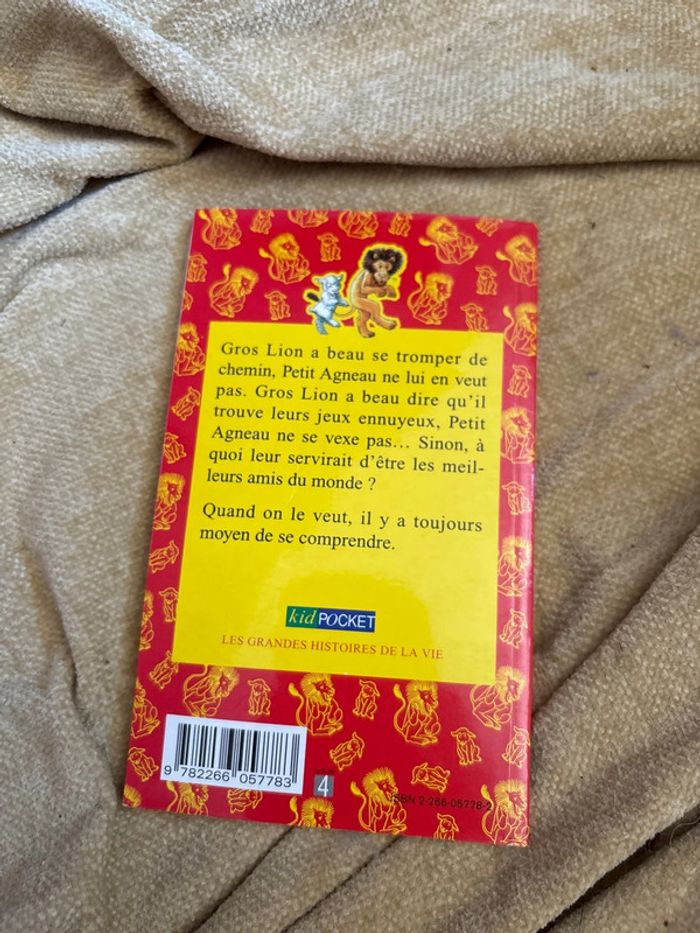 Gros Lion a beau se tromper de
chemin, Petit Agneau ne lui en veut
pas. Gros Lion a beau dire qu'il
trouve leurs jeux ennuyeux, Petit
Agneau ne se vexe pas... Sinon, à
quoi leur servirait d'être les meil-
leurs amis du monde ?
Quand on le veut, il y a toujours
moyen de se comprendre.
kid POCKET
LES GRANDES HISTOIRES DE LA VIE
9 782266 057783
4
ISBN 2-266-05778-2